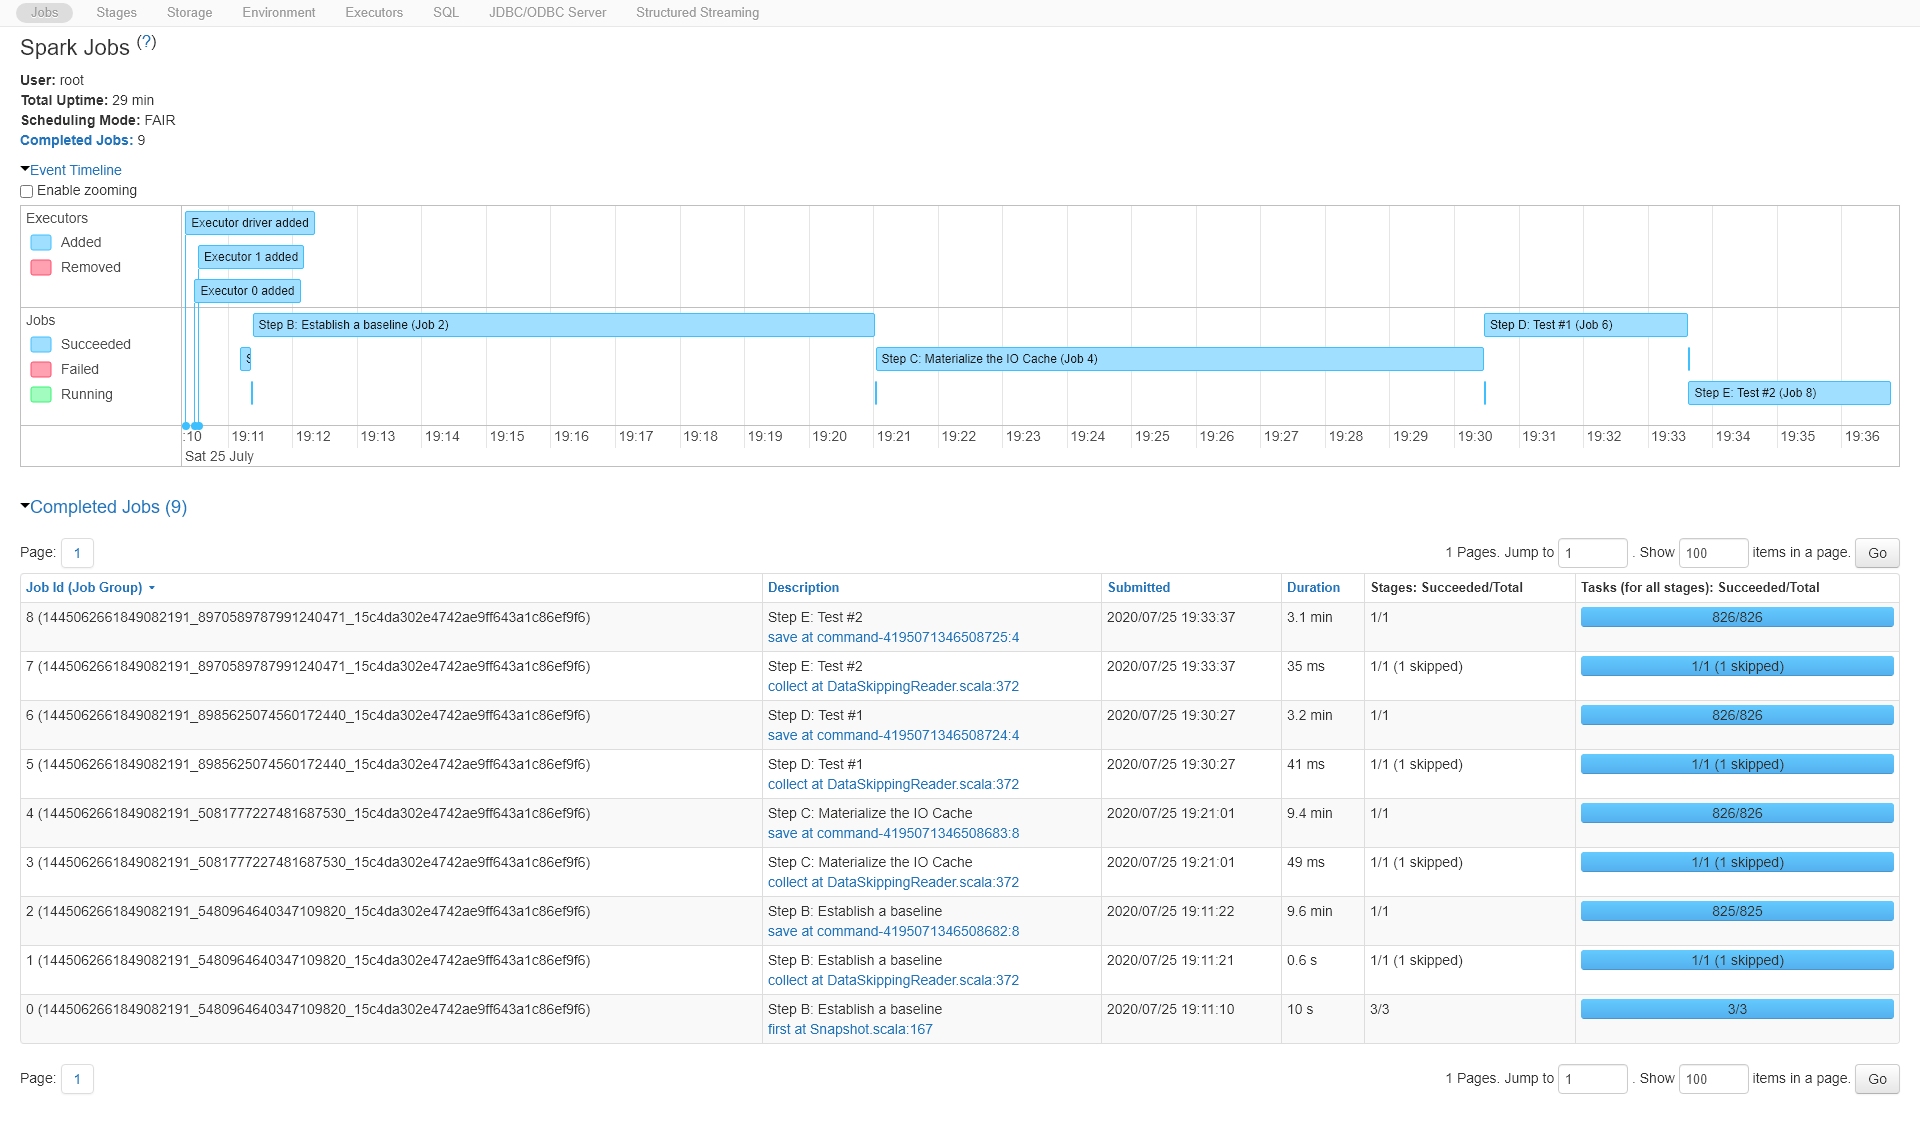 Jobs Stages Storage Environment Executors SQL JDBC/ODBC Server Structured Streaming
Spark Jobs (?)
User: root
Total Uptime: 29 min
Scheduling Mode: FAIR
Completed Jobs: 9
Event Timeline
Enable zooming
Executors
Added
Removed
Executor driver added
Executor 1 added
Executor 0 added
Jobs
Succeeded
Failed
Running
Step B: Establish a baseline (Job 2)
Step D: Test #1 (Job 6)
S
Step C: Materialize the IO Cache (Job 4)
Step E: Test #2 (Job 8)
:10 19:11 19:12 19:13 19:14 19:15 19:16 19:17 19:18 19:19 19:20 19:21 19:22 19:23 19:24 19:25 19:26 19:27 19:28 19:29 19:30 19:31 19:32 19:33 19:34 19:35 19:36
Sat 25 July
Completed Jobs (9)
Page: 1 1 Pages. Jump to 1 . Show 100 items in a page. Go
Job Id (Job Group) Description Submitted Duration Stages: Succeeded/Total Tasks (for all stages): Succeeded/Total
8 (1445062661849082191_8970589787991240471_15c4da302e4742ae9ff643a1c86ef9f6) Step E: Test #2 2020/07/25 19:33:37 3.1 min 1/1 826/826
save at command-4195071346508725:4
7 (1445062661849082191_8970589787991240471_15c4da302e4742ae9ff643a1c86ef9f6) Step E: Test #2 2020/07/25 19:33:37 35 ms 1/1 (1 skipped) 1/1 (1 skipped)
collect at DataSkippingReader.scala:372
6 (1445062661849082191_8985625074560172440_15c4da302e4742ae9ff643a1c86ef9f6) Step D: Test #1 2020/07/25 19:30:27 3.2 min 1/1 826/826
save at command-4195071346508724:4
5 (1445062661849082191_8985625074560172440_15c4da302e4742ae9ff643a1c86ef9f6) Step D: Test #1 2020/07/25 19:30:27 41 ms 1/1 (1 skipped) 1/1 (1 skipped)
collect at DataSkippingReader.scala:372
4 (1445062661849082191_5081777227481687530_15c4da302e4742ae9ff643a1c86ef9f6) Step C: Materialize the IO Cache 2020/07/25 19:21:01 9.4 min 1/1 826/826
save at command-4195071346508683:8
3 (1445062661849082191_5081777227481687530_15c4da302e4742ae9ff643a1c86ef9f6) Step C: Materialize the IO Cache 2020/07/25 19:21:01 49 ms 1/1 (1 skipped) 1/1 (1 skipped)
collect at DataSkippingReader.scala:372
2 (1445062661849082191_5480964640347109820_15c4da302e4742ae9ff643a1c86ef9f6) Step B: Establish a baseline 2020/07/25 19:11:22 9.6 min 1/1 825/825
save at command-4195071346508682:8
1 (1445062661849082191_5480964640347109820_15c4da302e4742ae9ff643a1c86ef9f6) Step B: Establish a baseline 2020/07/25 19:11:21 0.6 s 1/1 (1 skipped) 1/1 (1 skipped)
collect at DataSkippingReader.scala:372
0 (1445062661849082191_5480964640347109820_15c4da302e4742ae9ff643a1c86ef9f6) Step B: Establish a baseline 2020/07/25 19:11:10 10 s 3/3 3/3
first at Snapshot.scala:167
Page: 1 1 Pages. Jump to 1 . Show 100 items in a page. Go